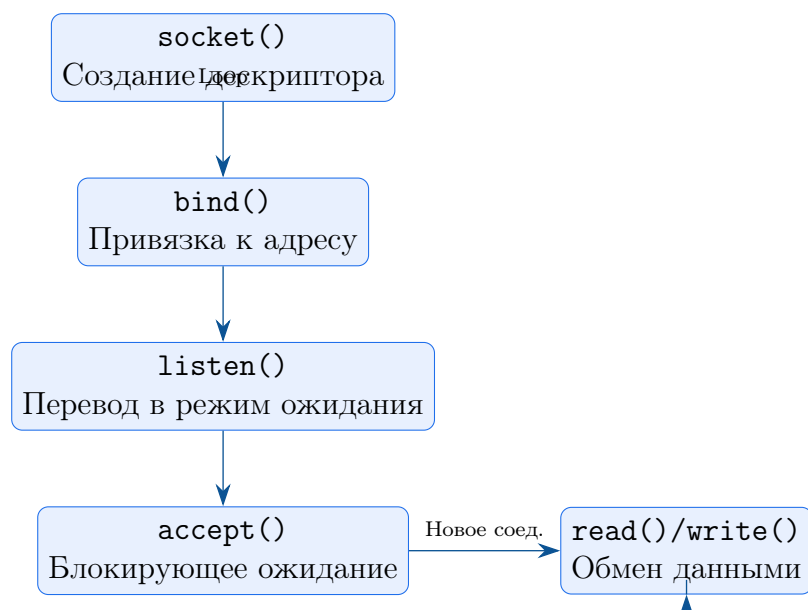 socket()
Создание дескриптора
Loop
bind()
Привязка к адресу
listen()
Перевод в режим ожидания
accept()
Блокирующее ожидание
Новое соед.
read()/write()
Обмен данными